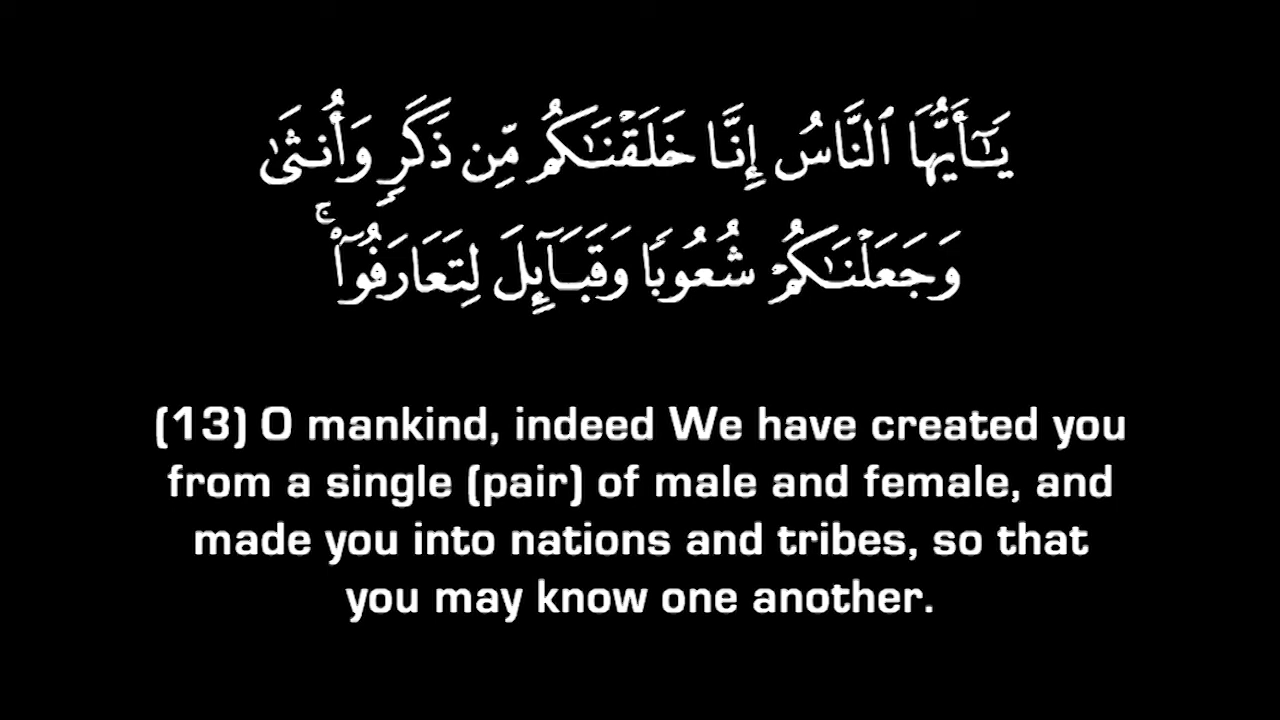 يَـٰٓأَيُّهَا ٱلنَّاسُ إِنَّا خَلَقْنَـٰكُم مِّن ذَكَرٍ وَأُنثَىٰ
وَجَعَلْنَـٰكُمْ شُعُوبًا وَقَبَآئِلَ لِتَعَارَفُوٓا۟ ۚ
(13) O mankind, indeed We have created you
from a single (pair) of male and female, and
made you into nations and tribes, so that
you may know one another.